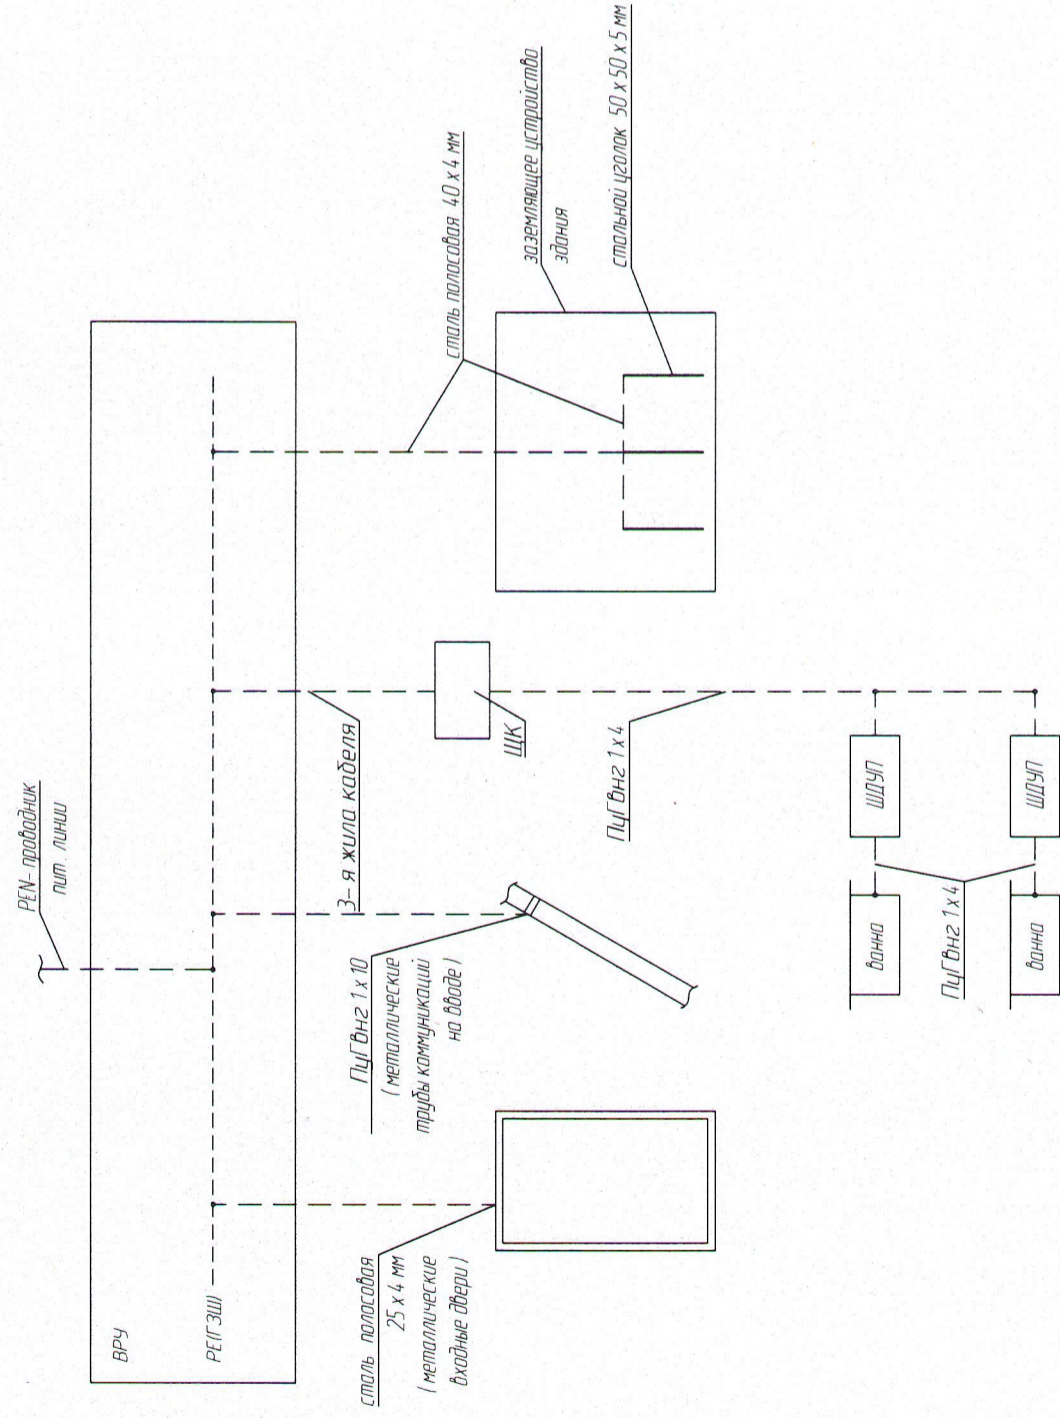 PEN- проводник
пит. линии
ВРУ
PE(ГЗШ)
сталь полосовая
25 х 4 мм
( металлические
входные двери )
ПуГВнг 1 х 10
( металлические
трубы коммуникаций
на вводе )
3- я жила кабеля
ЩК
ПуГВнг 1 х 4
сталь полосовая 40 х 4 мм
заземляющее устройство
здания
стальной уголок 50 х 50 х 5 мм
ванна
ШДУП
ПуГВнг 1 х 4
ванна
ШДУП